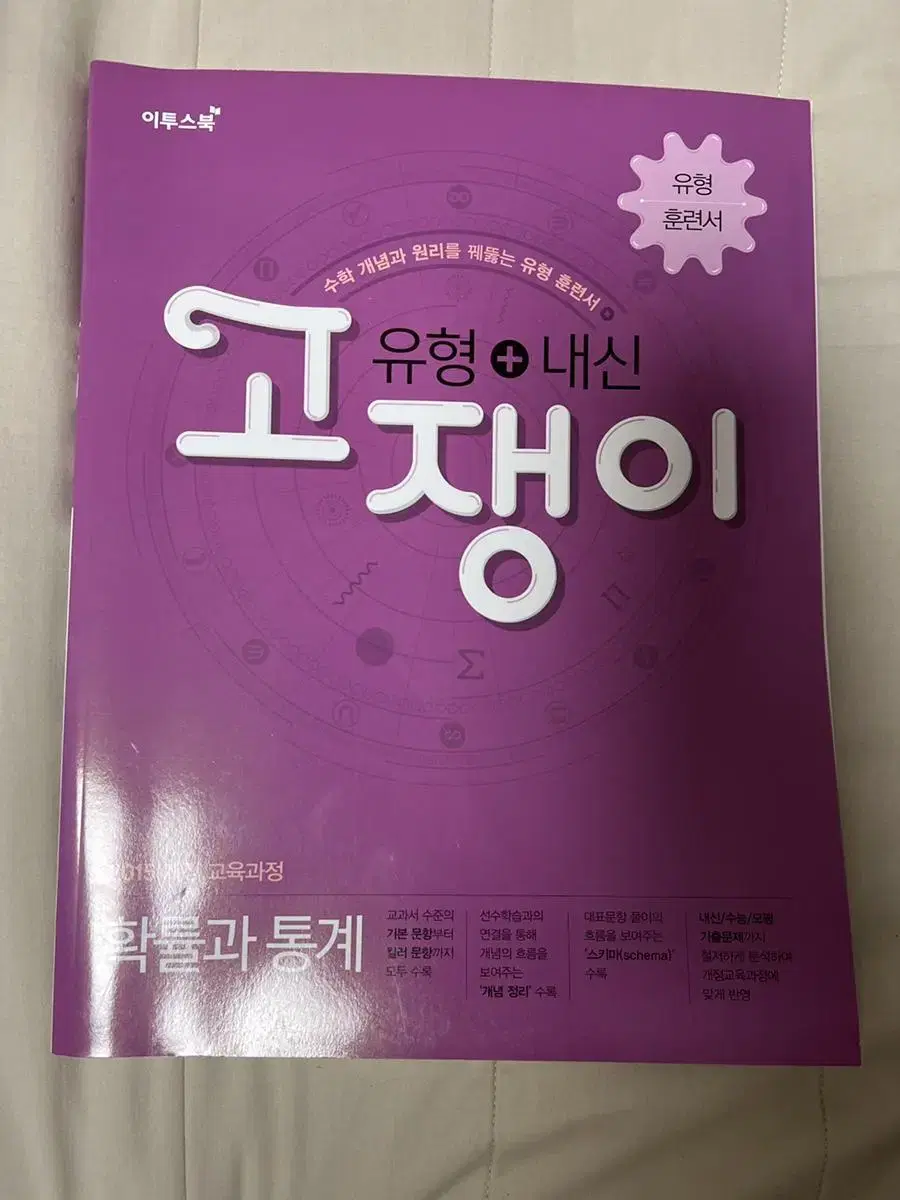 이투스북
유형
훈련서
수학 개념과 원리를 꿰뚫는 유형 훈련서
유형+내신
고쟁이
2015 교육과정
확률과 통계
교과서 수준의
기본 문항부터
킬러 문항까지
모두 수록
선수학습과의
연결을 통해
개념의 흐름을
보여주는
'개념 정리' 수록
대표문항 풀이의
흐름을 보여주는
'스키마(schema)'
수록
내신/수능/모평
기출문제까지
철저하게 분석하여
개정교육과정에
맞게 반영